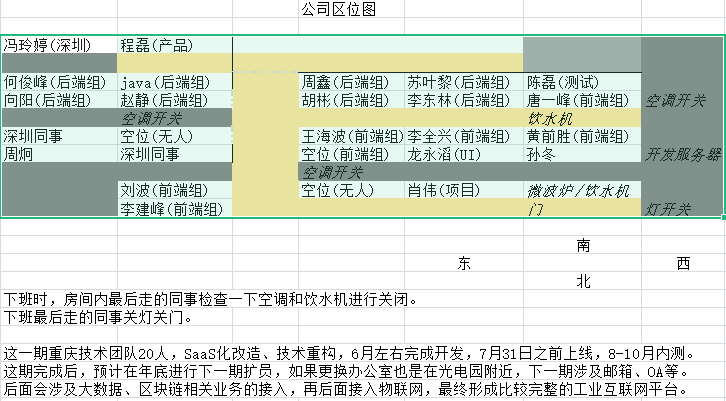 公司区位图
冯玲婷(深圳) 程磊(产品)
何俊峰(后端组) java(后端组) 周鑫(后端组) 苏叶黎(后端组) 陈磊(测试)
向阳(后端组) 赵静(后端组) 胡彬(后端组) 李东林(后端组) 唐一峰(前端组) 空调开关
空调开关 饮水机
深圳同事 空位(无人) 王海波(前端组) 李全兴(前端组) 黄前胜(前端组)
周炯 深圳同事 空位(前端组) 龙永滔(UI) 孙冬 开发服务器
空调开关
刘波(前端组) 空位(无人) 肖伟(项目) 微波炉/饮水机
李建峰(前端组) 门 灯开关
南
东 西
北
下班时，房间内最后走的同事检查一下空调和饮水机进行关闭。
下班最后走的同事关灯关门。
这一期重庆技术团队20人，SaaS化改造、技术重构，6月左右完成开发，7月31日之前上线，8-10月内测。
这期完成后，预计在年底进行下一期扩员，如果更换办公室也是在光电园附近，下一期涉及邮箱、OA等。
后面会涉及大数据、区块链相关业务的接入，再后面接入物联网，最终形成比较完整的工业互联网平台。